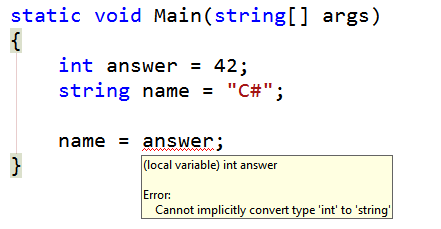 static void Main(string[] args)
{
    int answer = 42;
    string name = "C#";
    name = answer;
}
(local variable) int answer
Error:
    Cannot implicitly convert type 'int' to 'string'